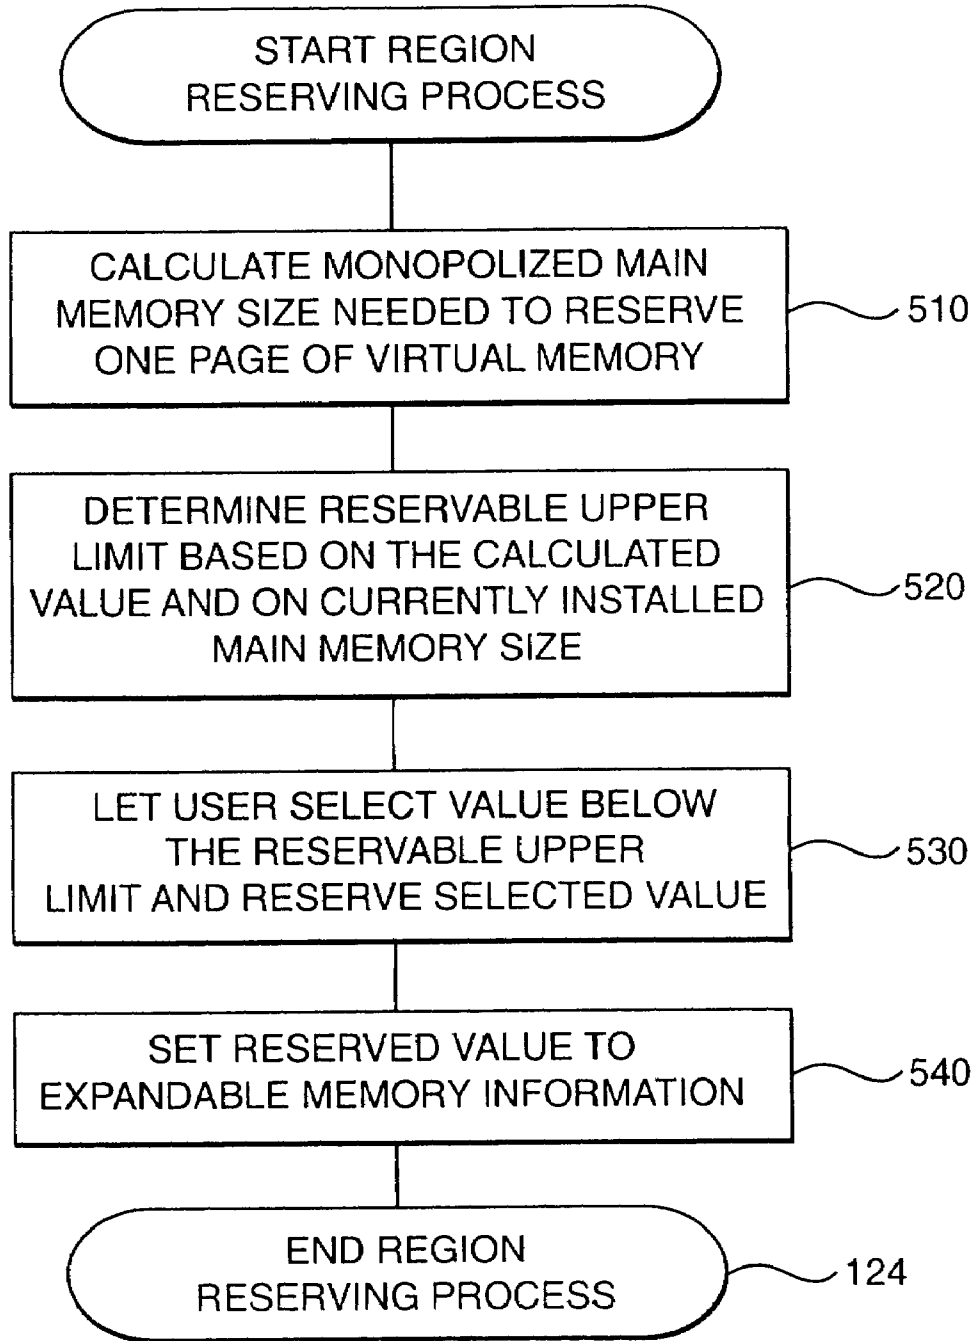 START REGION
RESERVING PROCESS
CALCULATE MONOPOLIZED MAIN
MEMORY SIZE NEEDED TO RESERVE
ONE PAGE OF VIRTUAL MEMORY
510
DETERMINE RESERVABLE UPPER
LIMIT BASED ON THE CALCULATED
VALUE AND ON CURRENTLY INSTALLED
MAIN MEMORY SIZE
520
LET USER SELECT VALUE BELOW
THE RESERVABLE UPPER
LIMIT AND RESERVE SELECTED VALUE
530
SET RESERVED VALUE TO
EXPANDABLE MEMORY INFORMATION
540
END REGION
RESERVING PROCESS
124